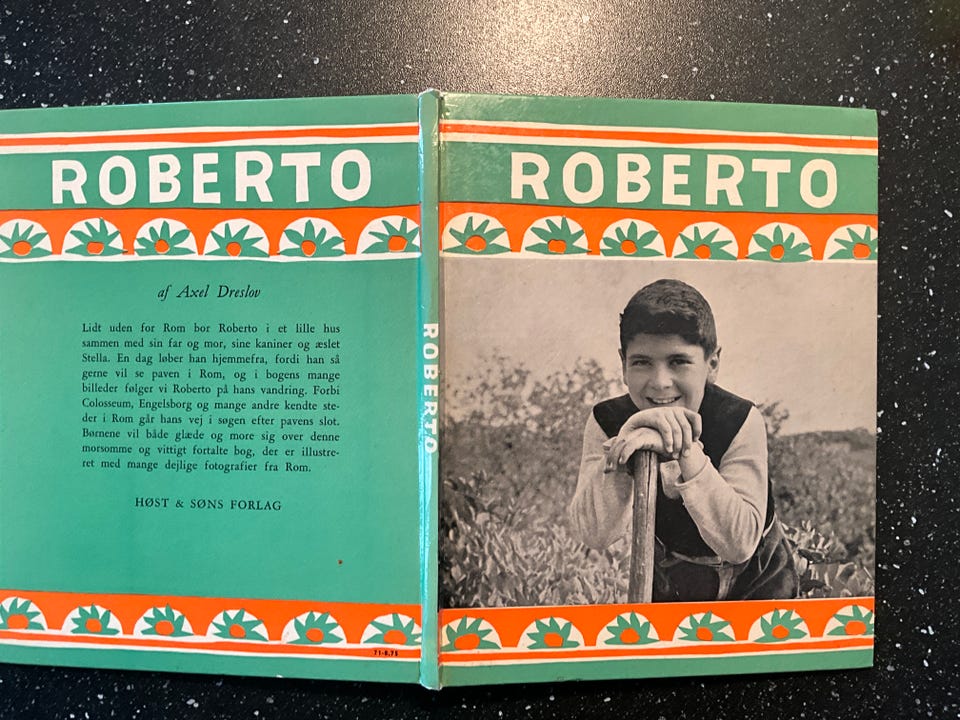 ROBERTO
af Axel Dreslov
Lidt uden for Rom bor Roberto i et lille hus
sammen med sin far og mor, sine kaniner og æslet
Stella. En dag løber han hjemmefra, fordi han så
gerne vil se paven i Rom, og i bogens mange
billeder følger vi Roberto på hans vandring. Forbi
Colosseum, Engelsborg og mange andre kendte ste-
der i Rom går hans vej i søgen efter pavens slot.
Børnene vil både glæde og more sig over denne
morsomme og vittigt fortalte bog, der er illustre-
ret med mange dejlige fotografier fra Rom.
HØST & SØNS FORLAG
71-8.75
ROBERTO
ROBERTO